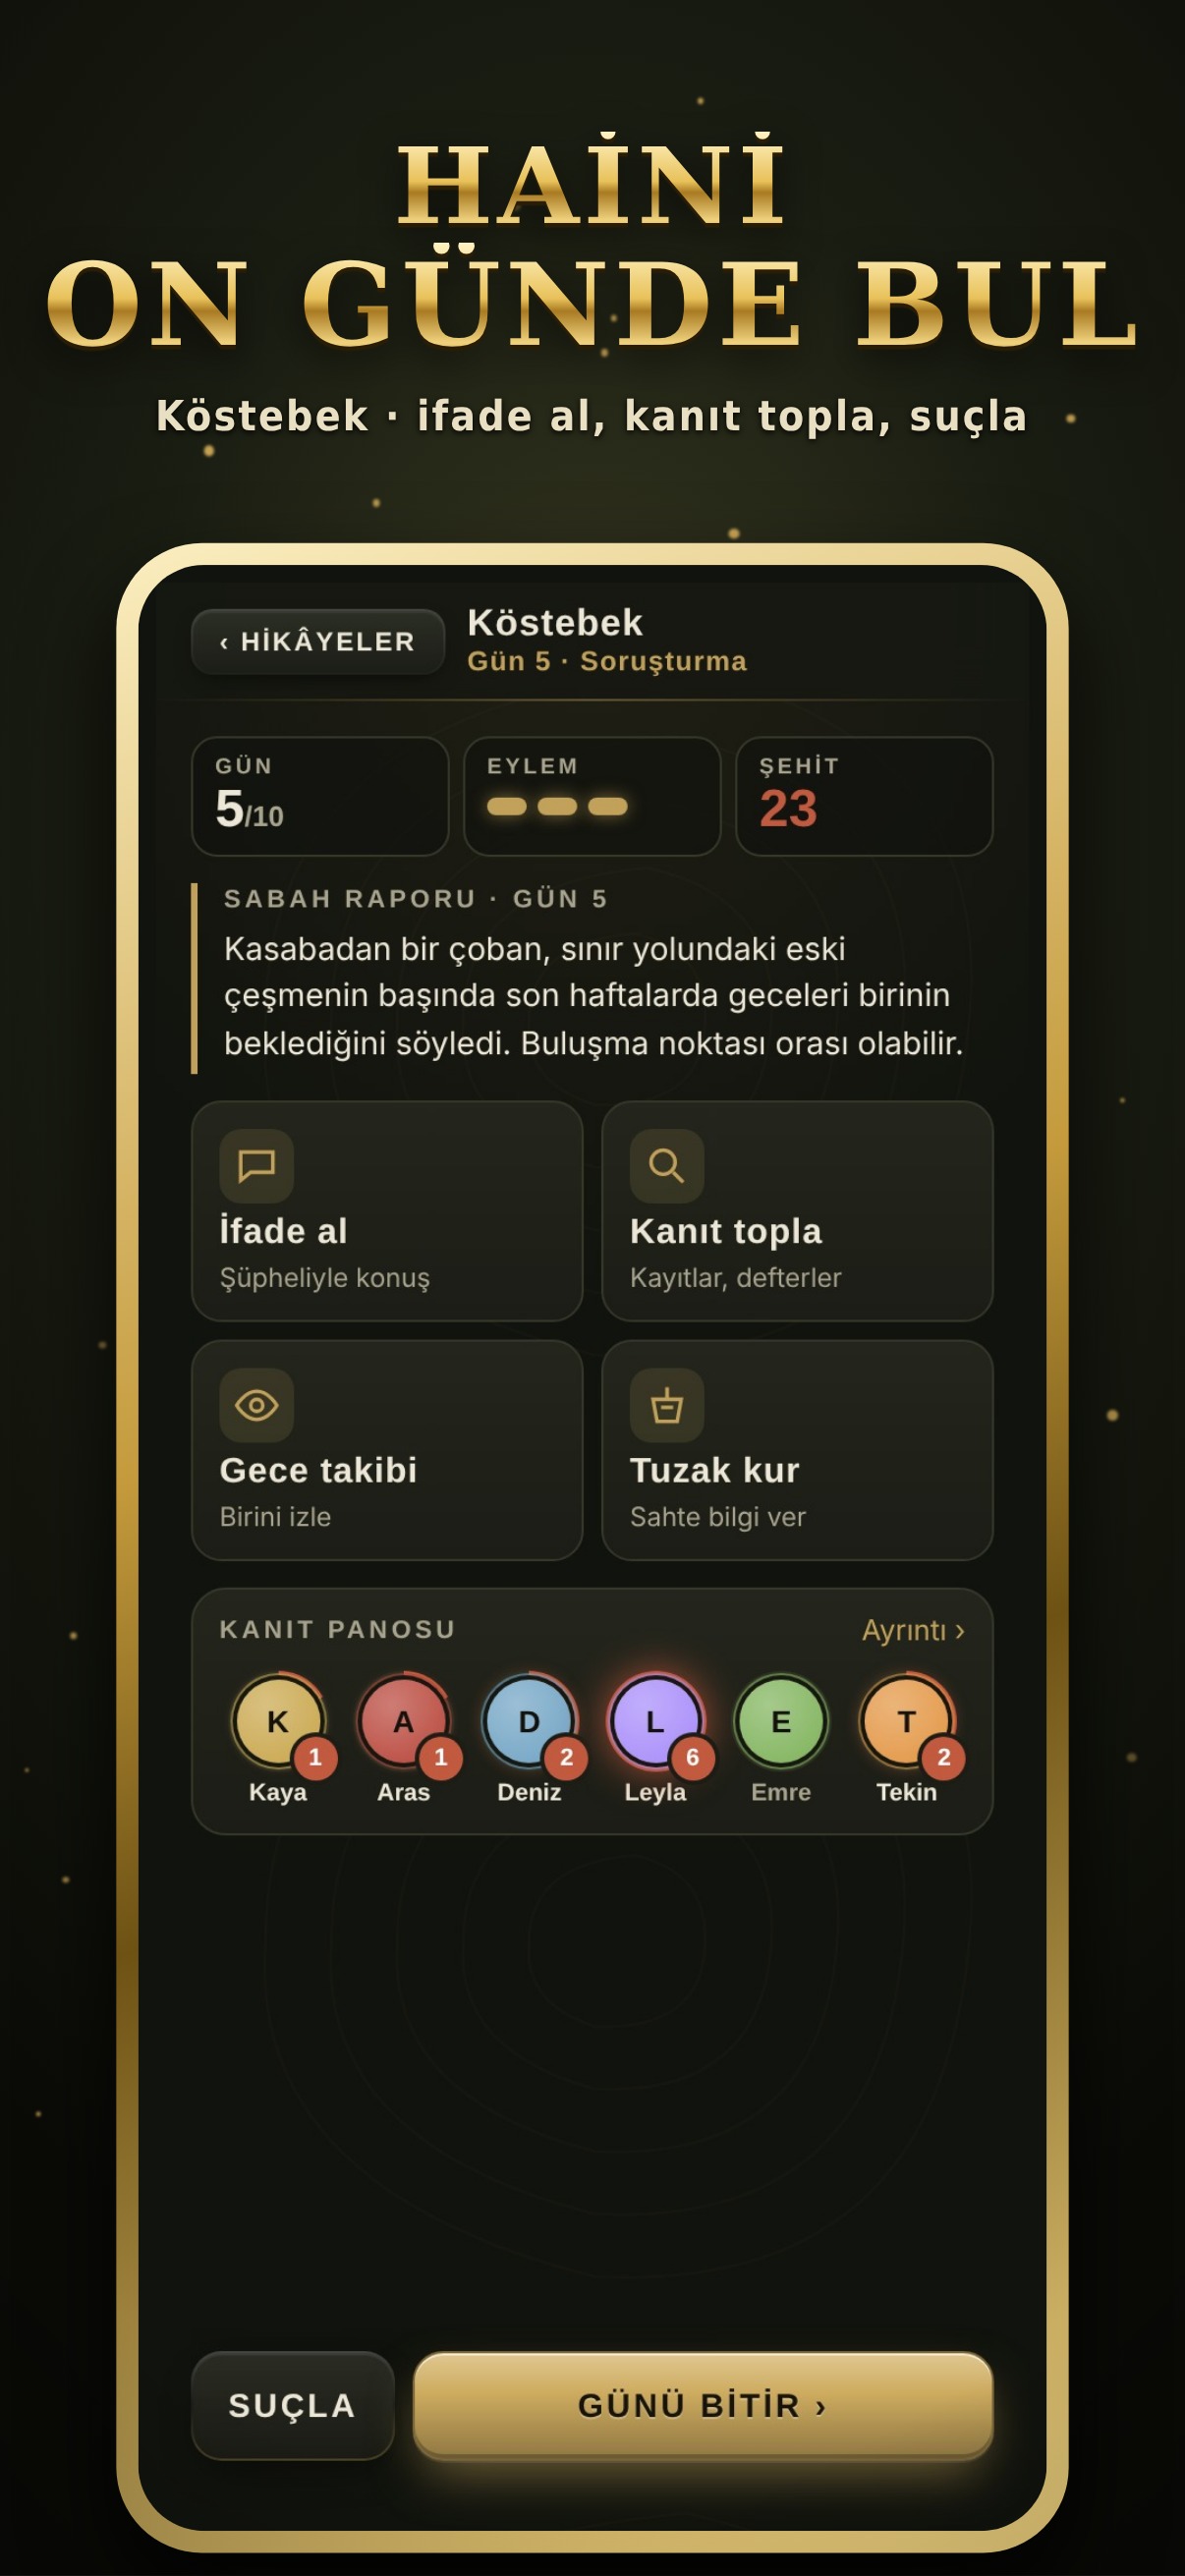 HAİNİ
ON GÜNDE BUL
Köstebek · ifade al, kanıt topla, suçla
‹ HİKÂYELER
Köstebek
Gün 5 · Soruşturma
GÜN
5/10
EYLEM
ŞEHİT
23
SABAH RAPORU · GÜN 5
Kasabadan bir çoban, sınır yolundaki eski
çeşmenin başında son haftalarda geceleri birinin
beklediğini söyledi. Buluşma noktası orası olabilir.
İfade al
Şüpheliyle konuş
Kanıt topla
Kayıtlar, defterler
Gece takibi
Birini izle
Tuzak kur
Sahte bilgi ver
KANIT PANOSU
Ayrıntı ›
K A D L E T
1 1 2 6 2
Kaya Aras Deniz Leyla Emre Tekin
SUÇLA
GÜNÜ BİTİR ›